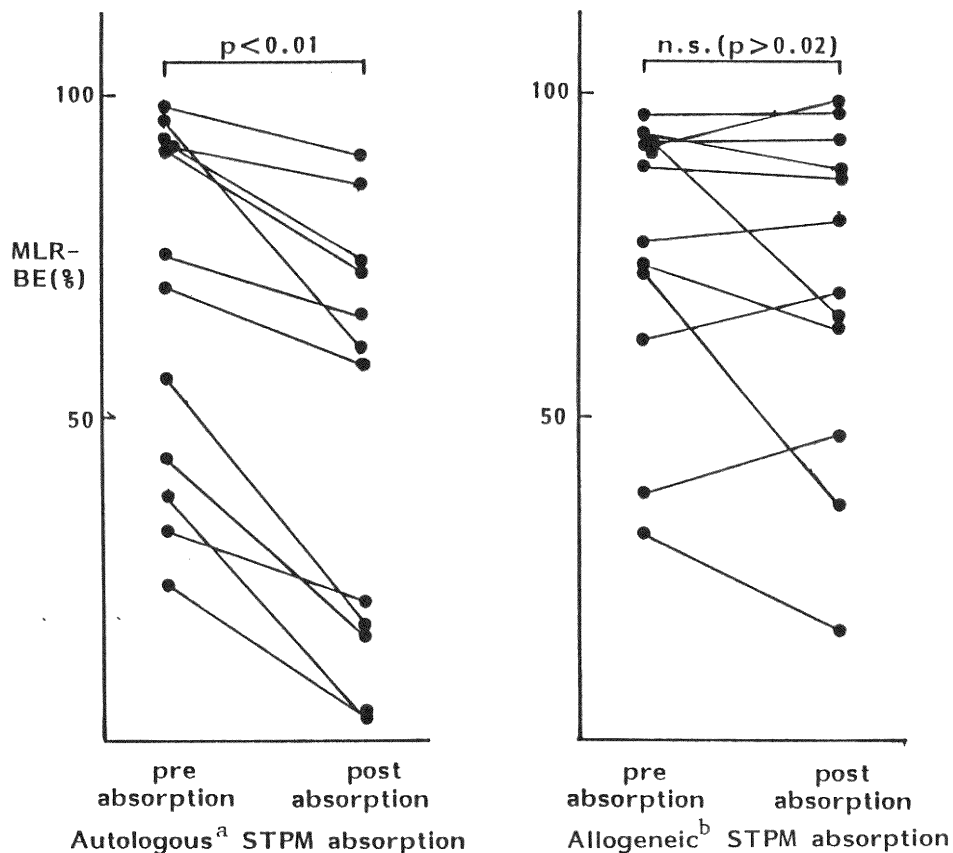 p<0.01
100
MLR-
BE(%)
50
pre
absorption
post
absorption
Autologous^a STPM absorption
n.s.(p>0.02)
100
50
pre
absorption
post
absorption
Allogeneic^b STPM absorption